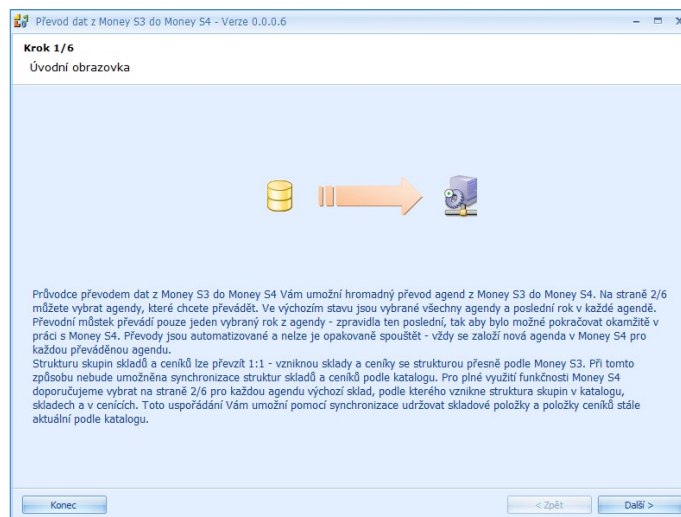 Převod dat z Money S3 do Money S4 - Verze 0.0.0.6
Krok 1/6
Úvodní obrazovka
Průvodce převodem dat z Money S3 do Money S4 Vám umožní hromadný převod agend z Money S3 do Money S4. Na straně 2/6
můžete vybrat agendy, které chcete převádět. Ve výchozím stavu jsou vybrané všechny agendy a poslední rok v každé agendě.
Převodní můstek převádí pouze jeden vybraný rok z agendy - zpravidla ten poslední, tak aby bylo možné pokračovat okamžitě v
práci s Money S4. Převody jsou automatizované a nelze je opakovaně spouštět - vždy se založí nová agenda v Money S4 pro
každou převáděnou agendu.
Strukturu skupin skladů a ceníků lze převzít 1:1 - vzniknou sklady a ceníky se strukturou přesně podle Money S3. Při tomto
způsobu nebude umožněna synchronizace struktur skladů a ceníků podle katalogu. Pro plné využití funkčnosti Money S4
doporučujeme vybrat na straně 2/6 pro každou agendu výchozí sklad, podle kterého vznikne struktura skupin v katalogu,
skladech a v cenících. Toto uspořádání Vám umožní pomocí synchronizace udržovat skladové položky a položky ceníků stále
aktuální podle katalogu.
Konec
< Zpět
Další >